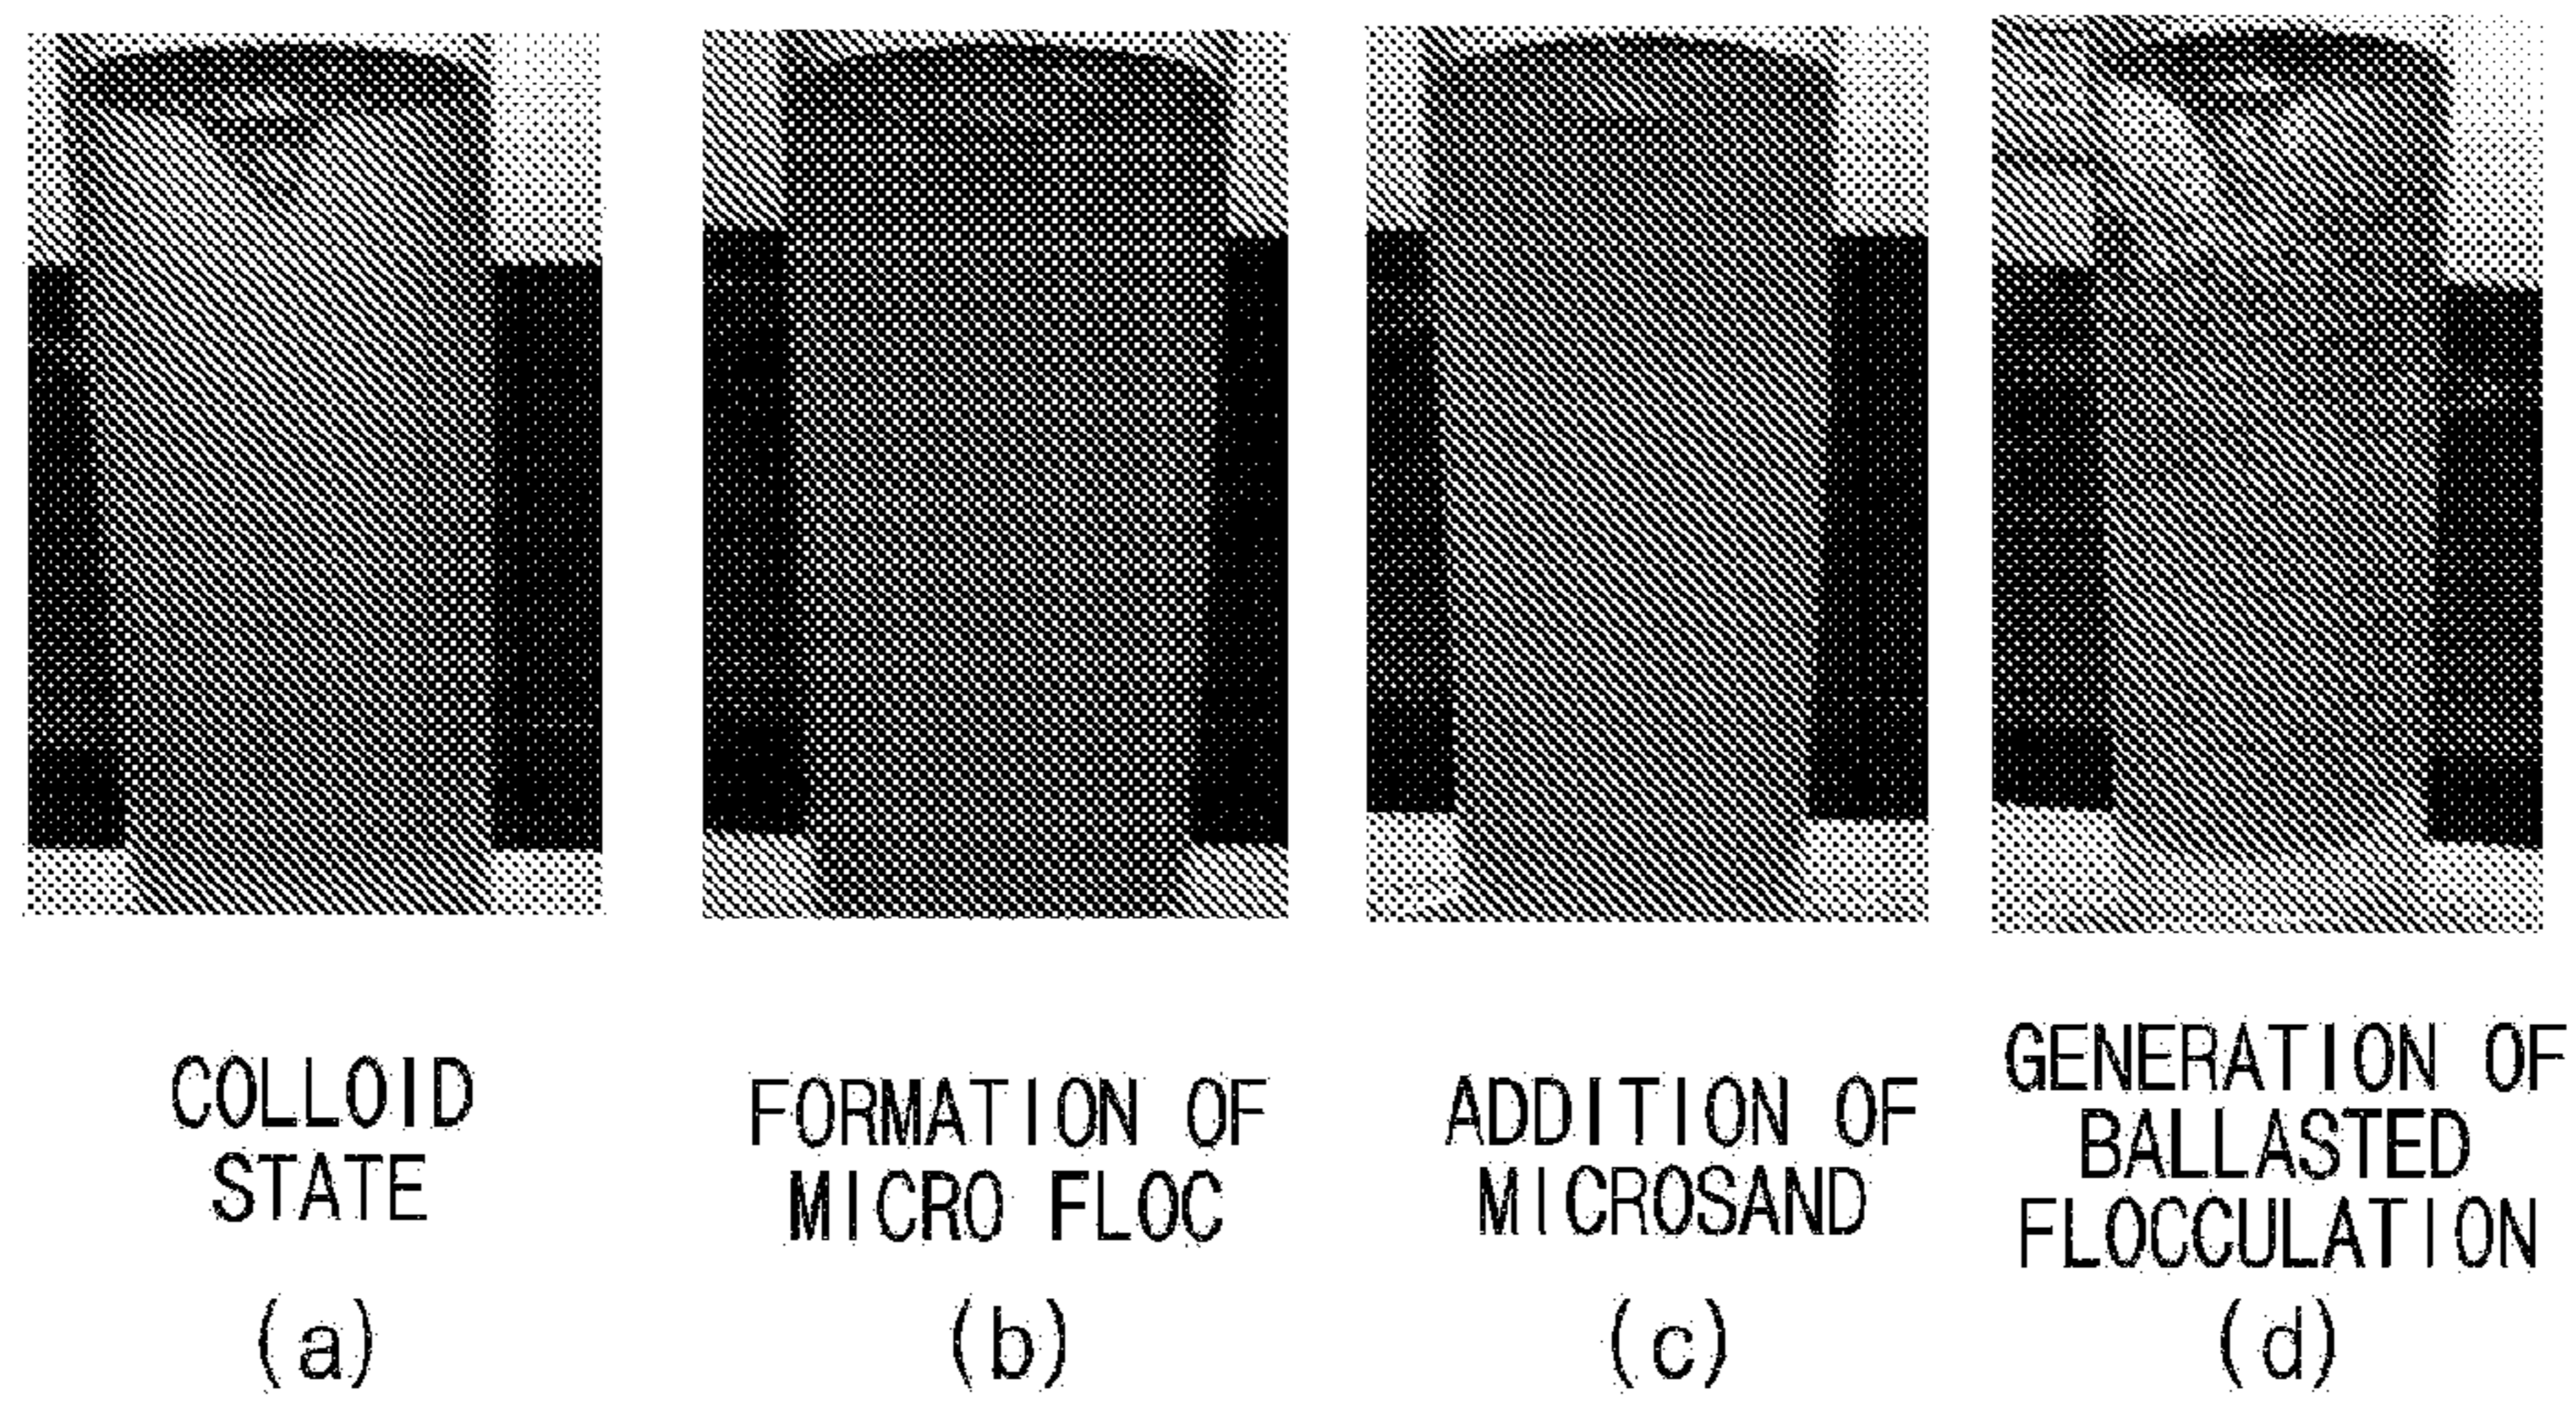 COLLOID
STATE
(a)
FORMATION OF
MICRO FLOC
(b)
ADDITION OF
MICROSAND
(c)
GENERATION OF
BALLASTED
FLOCCULATION
(d)